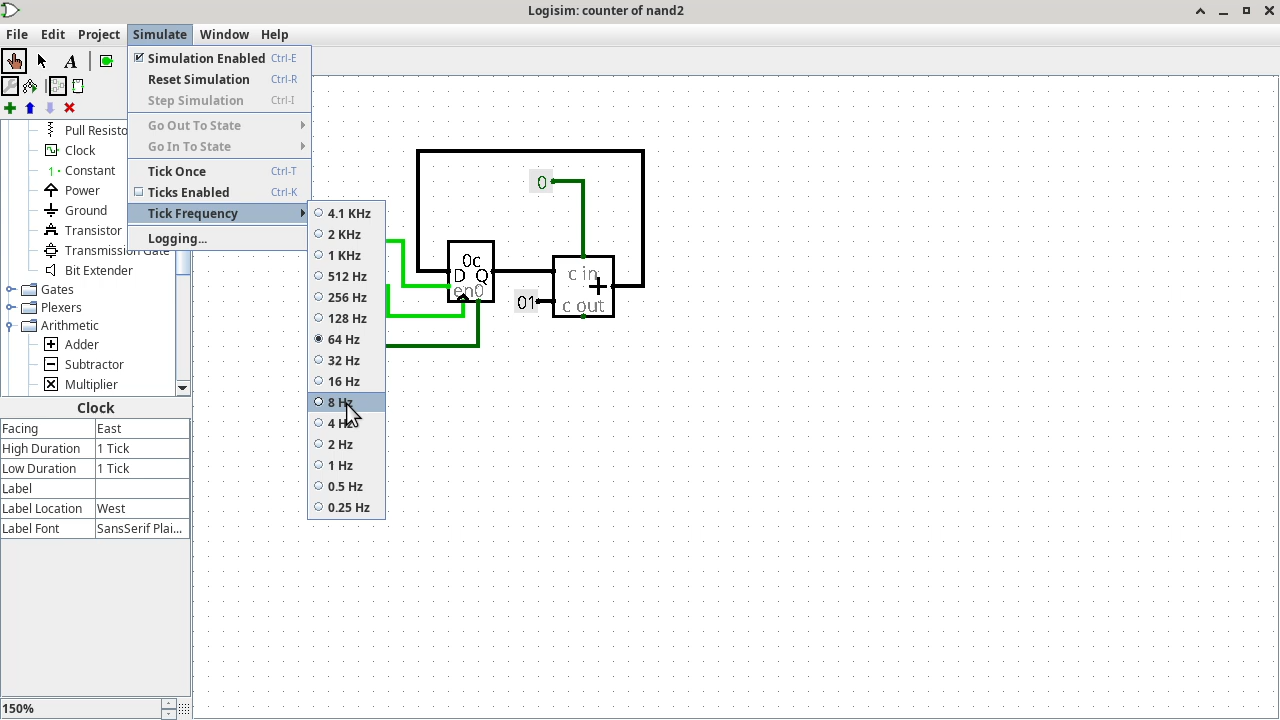 Logisim: counter of nand2
File Edit Project Simulate Window Help
A
Simulation Enabled Ctrl-E
Reset Simulation Ctrl-R
Step Simulation Ctrl-I
Go Out To State
Go In To State
Tick Once Ctrl-T
Ticks Enabled Ctrl-K
Tick Frequency
Logging...
4.1 KHz
2 KHz
1 KHz
512 Hz
256 Hz
128 Hz
64 Hz
32 Hz
16 Hz
8 Hz
4 Hz
2 Hz
1 Hz
0.5 Hz
0.25 Hz
Pull Resisto
Clock
1 Constant
Power
Ground
Transistor
Transmission Gate
Bit Extender
Gates
Plexers
Arithmetic
Adder
Subtractor
Multiplier
Clock
Facing East
High Duration 1 Tick
Low Duration 1 Tick
Label
Label Location West
Label Font SansSerif Plai...
150%
0
0c
D Q
en0
c in
01
c out